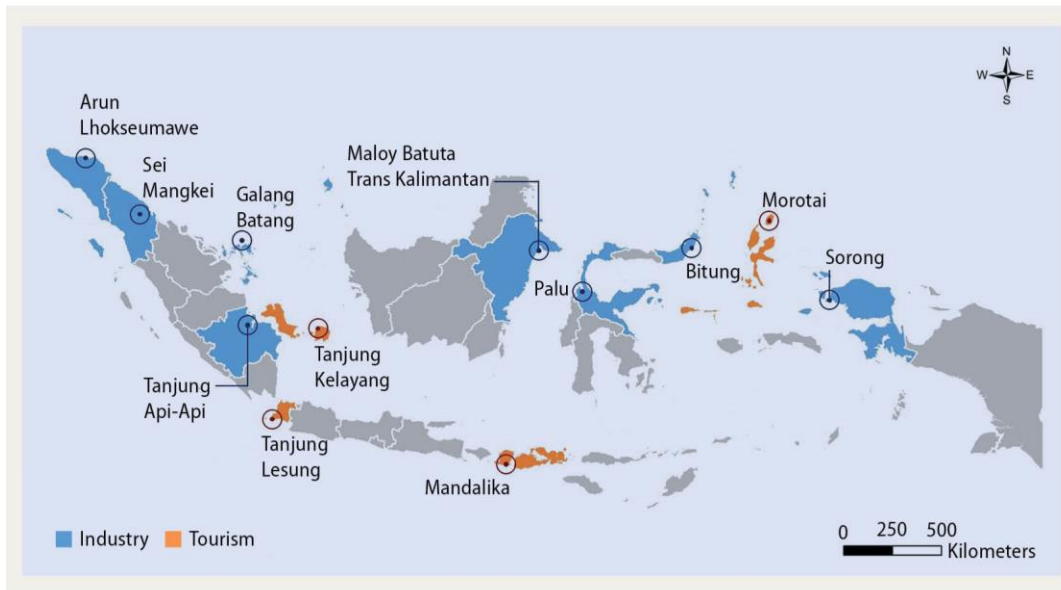 N
W E
S
Arun
Lhokseumawe
Sei
Mangkei
Galang
Batang
Maloy Batuta
Trans Kalimantan
Morotai
Sorong
Bitung
Palu
Tanjung
Kelayang
Tanjung
Api-Api
Tanjung
Lesung
Mandalika
Industry Tourism
0 250 500
Kilometers